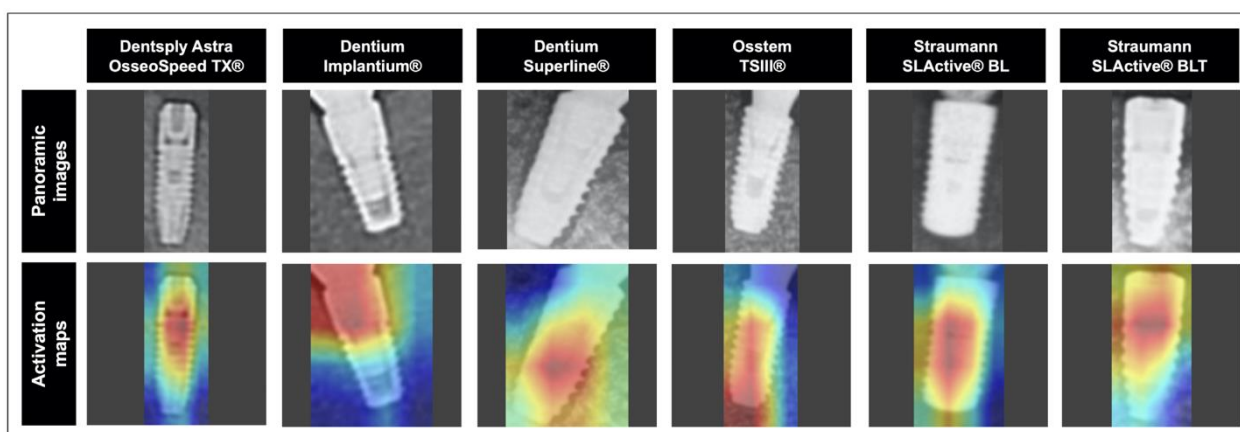 Dentsply Astra
OsseoSpeed TX®
Dentium
Implantium®
Dentium
Superline®
Osstem
TSIII®
Straumann
SLActive® BL
Straumann
SLActive® BLT
Panoramic
images
Activation
maps